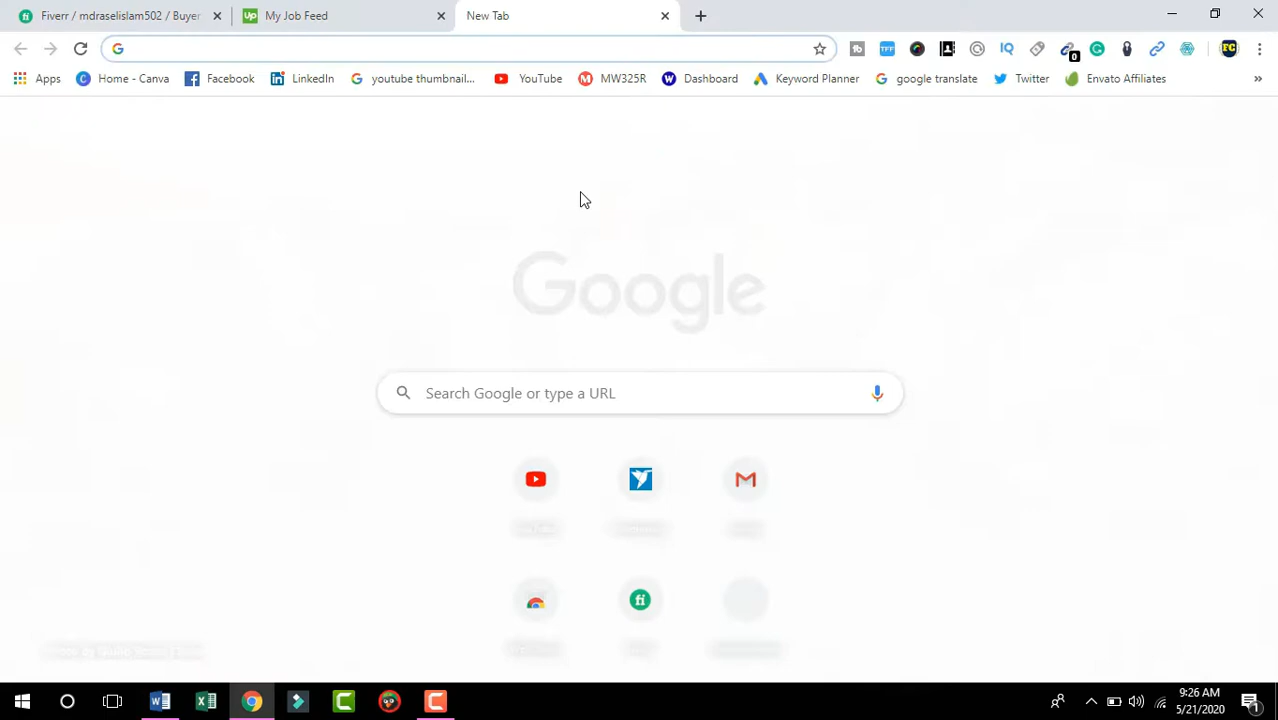 Fiverr / mdraselislam502 / Buyer
My Job Feed
New Tab
Apps
Home - Canva
Facebook
LinkedIn
youtube thumbnail...
YouTube
MW325R
Dashboard
Keyword Planner
google translate
Twitter
Envato Affiliates
»
Google
Search Google or type a URL
9:26 AM
5/21/2020